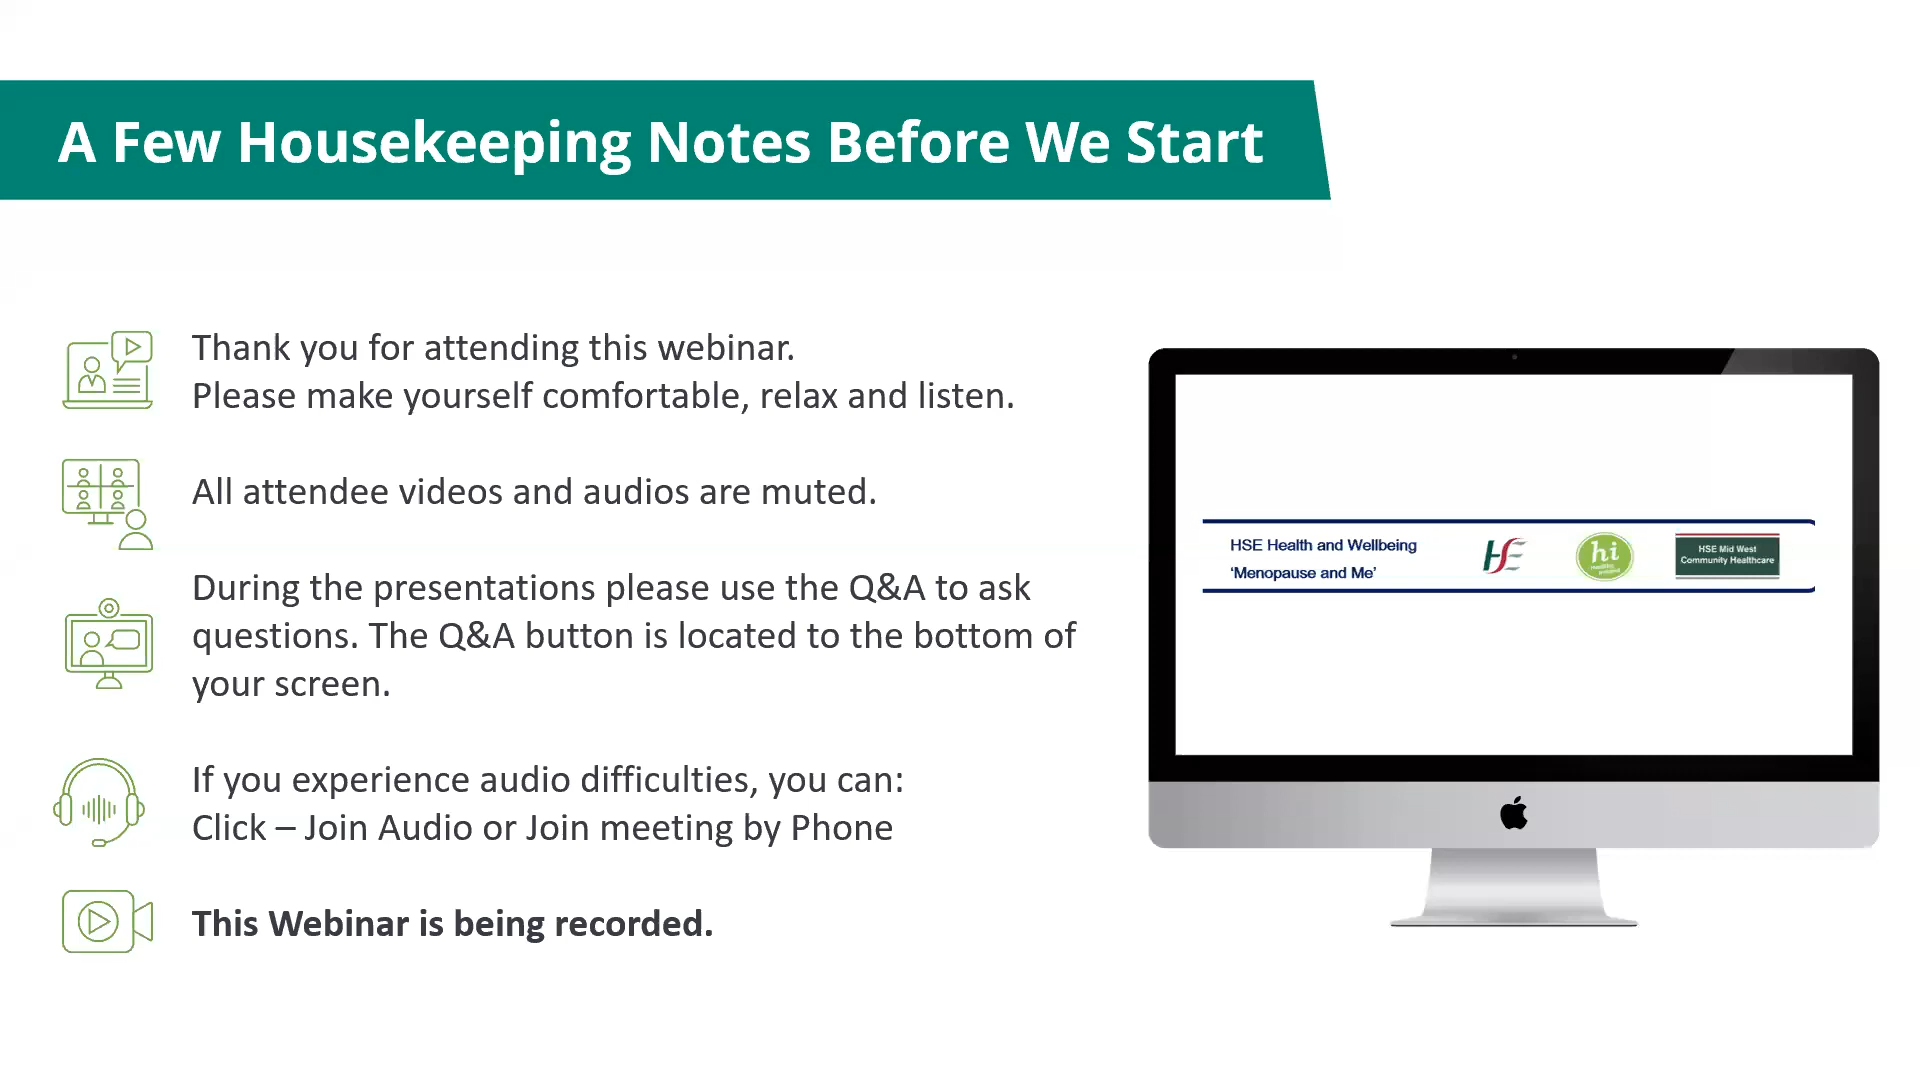 A Few Housekeeping Notes Before We Start
Thank you for attending this webinar.
Please make yourself comfortable, relax and listen.
All attendee videos and audios are muted.
During the presentations please use the Q&A to ask
questions. The Q&A button is located to the bottom of
your screen.
If you experience audio difficulties, you can:
Click – Join Audio or Join meeting by Phone
This Webinar is being recorded.
HSE Health and Wellbeing
‘Menopause and Me’
HSE
hi
Healthy
Ireland
HSE Mid West
Community Healthcare